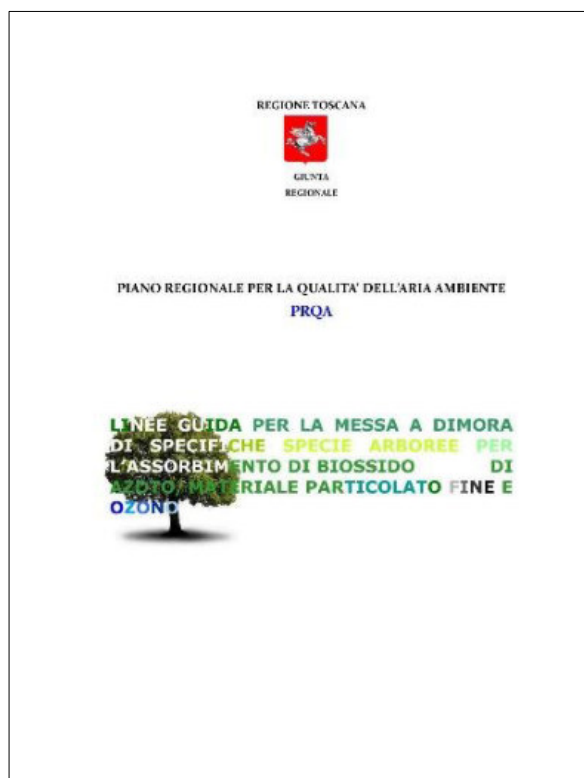 REGIONE TOSCANA
GIUNTA
REGIONALE
PIANO REGIONALE PER LA QUALITA' DELL'ARIA AMBIENTE
PRQA
LINEE GUIDA PER LA MESSA A DIMORA
DI SPECIFICHE SPECIE ARBOREE PER
L'ASSORBIMENTO DI BIOSSIDO DI
AZOTO, MATERIALE PARTICOLATO FINE E
OZONO